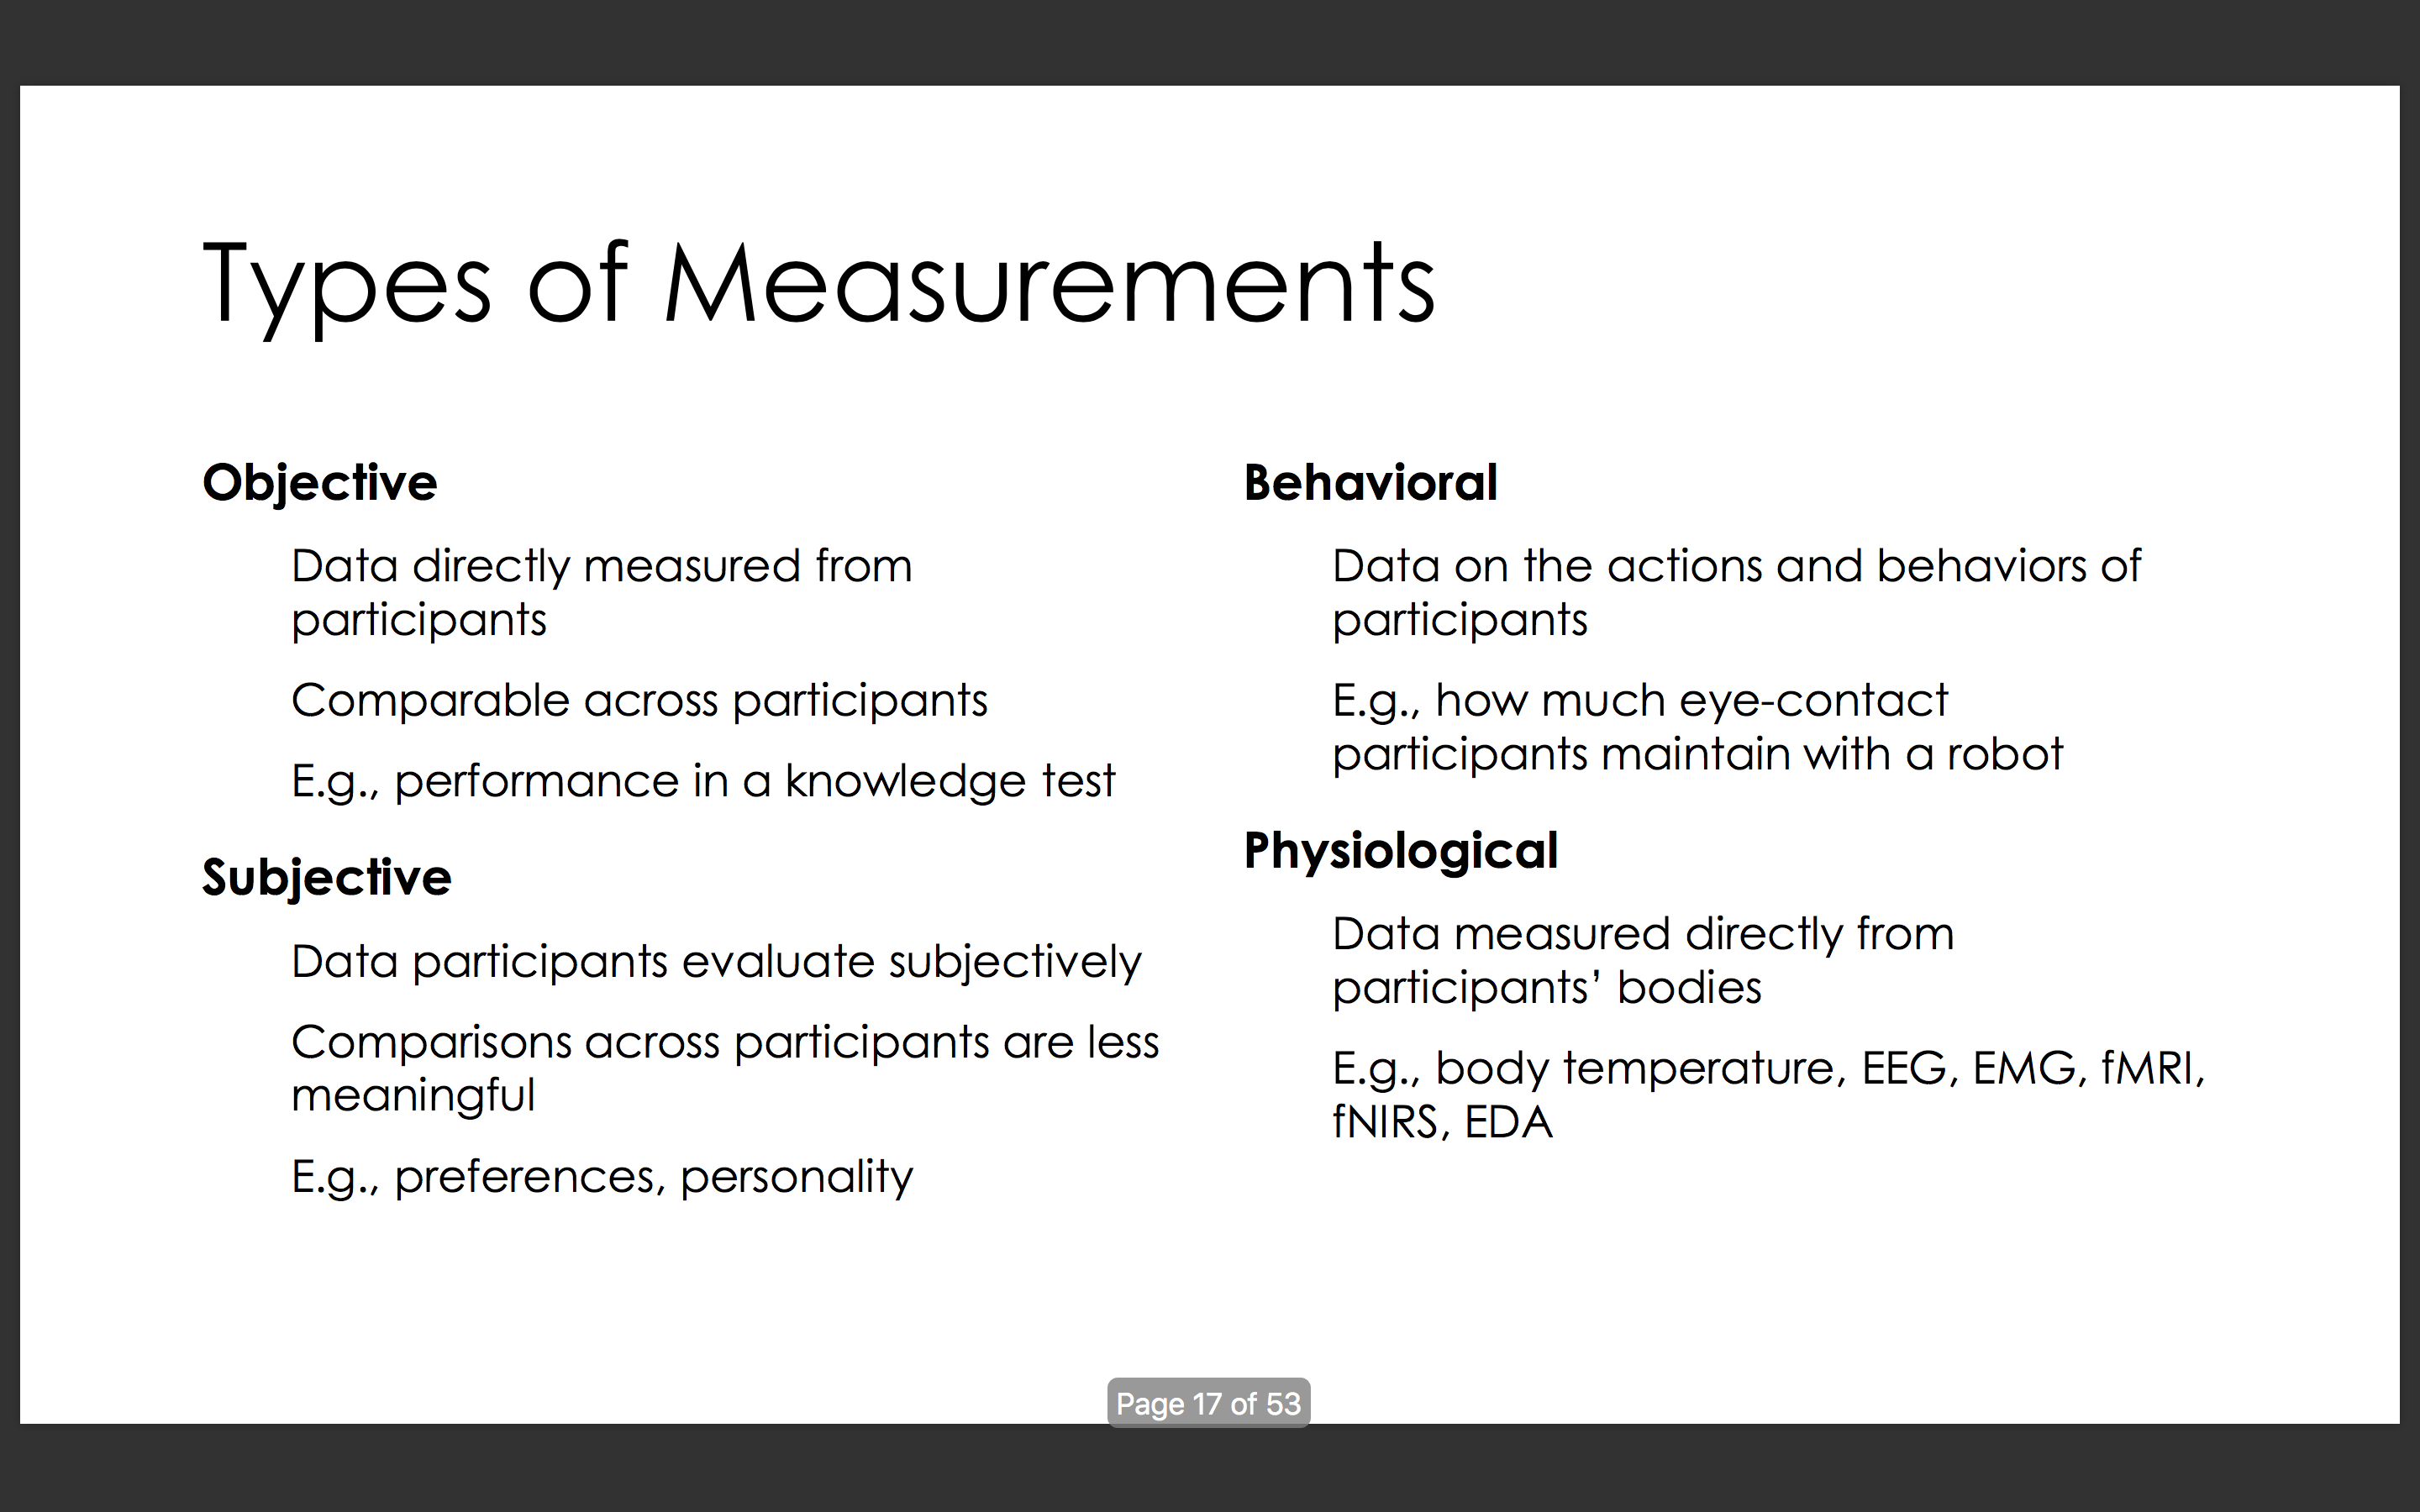 Types of Measurements
Objective
Data directly measured from
participants
Comparable across participants
E.g., performance in a knowledge test
Subjective
Data participants evaluate subjectively
Comparisons across participants are less
meaningful
E.g., preferences, personality
Behavioral
Data on the actions and behaviors of
participants
E.g., how much eye-contact
participants maintain with a robot
Physiological
Data measured directly from
participants’ bodies
E.g., body temperature, EEG, EMG, fMRI,
fNIRS, EDA
Page 17 of 53